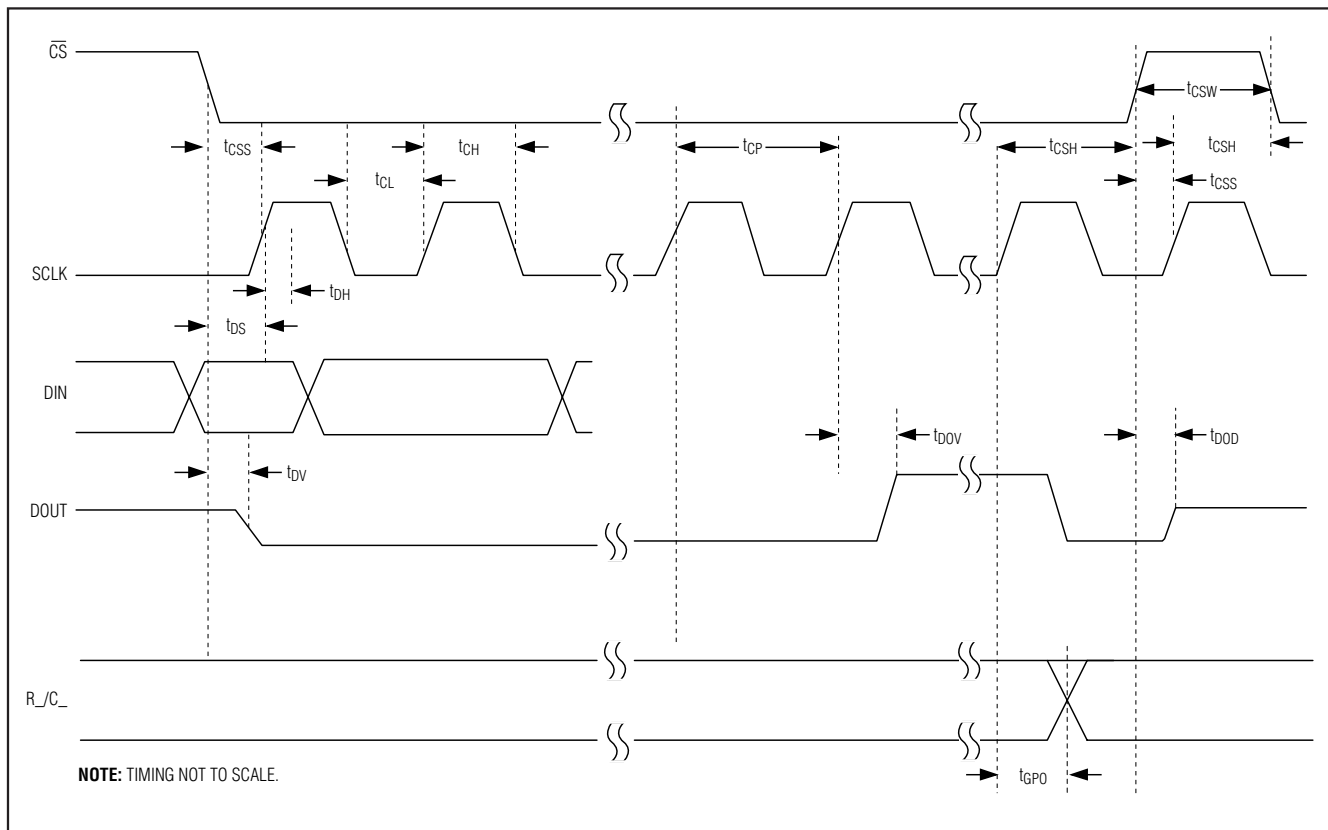 CS
tCSW
tCSS
tCH
tCP
tCSH
tCSH
tCL
tCSS
SCLK
tDH
tDS
DIN
tDOV
tDOD
tDV
DOUT
R_/C_
NOTE: TIMING NOT TO SCALE.
tGPO